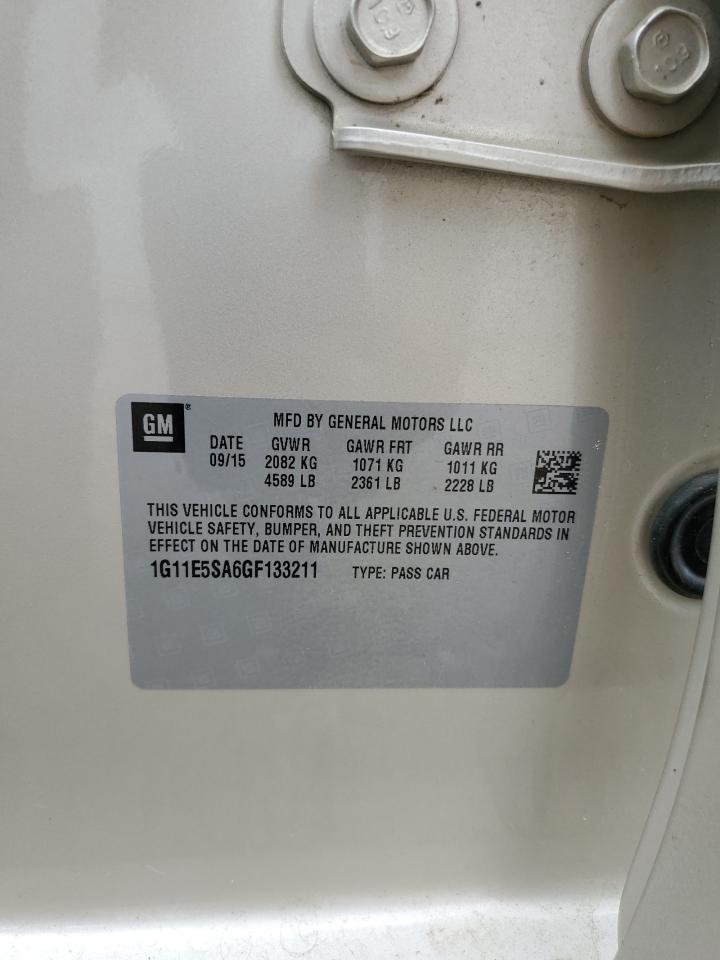 GM®
MFD BY GENERAL MOTORS LLC
DATE GVWR GAWR FRT GAWR RR
09/15 2082 KG 1071 KG 1011 KG
4589 LB 2361 LB 2228 LB
THIS VEHICLE CONFORMS TO ALL APPLICABLE U.S. FEDERAL MOTOR
VEHICLE SAFETY, BUMPER, AND THEFT PREVENTION STANDARDS IN
EFFECT ON THE DATE OF MANUFACTURE SHOWN ABOVE.
1G11E5SA6GF133211 TYPE: PASS CAR